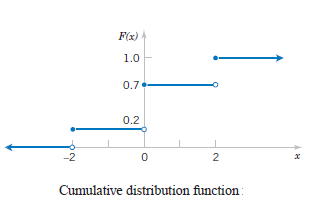 F(x)
1.0
0.7
0.2
-2 0 2 x
Cumulative distribution function: